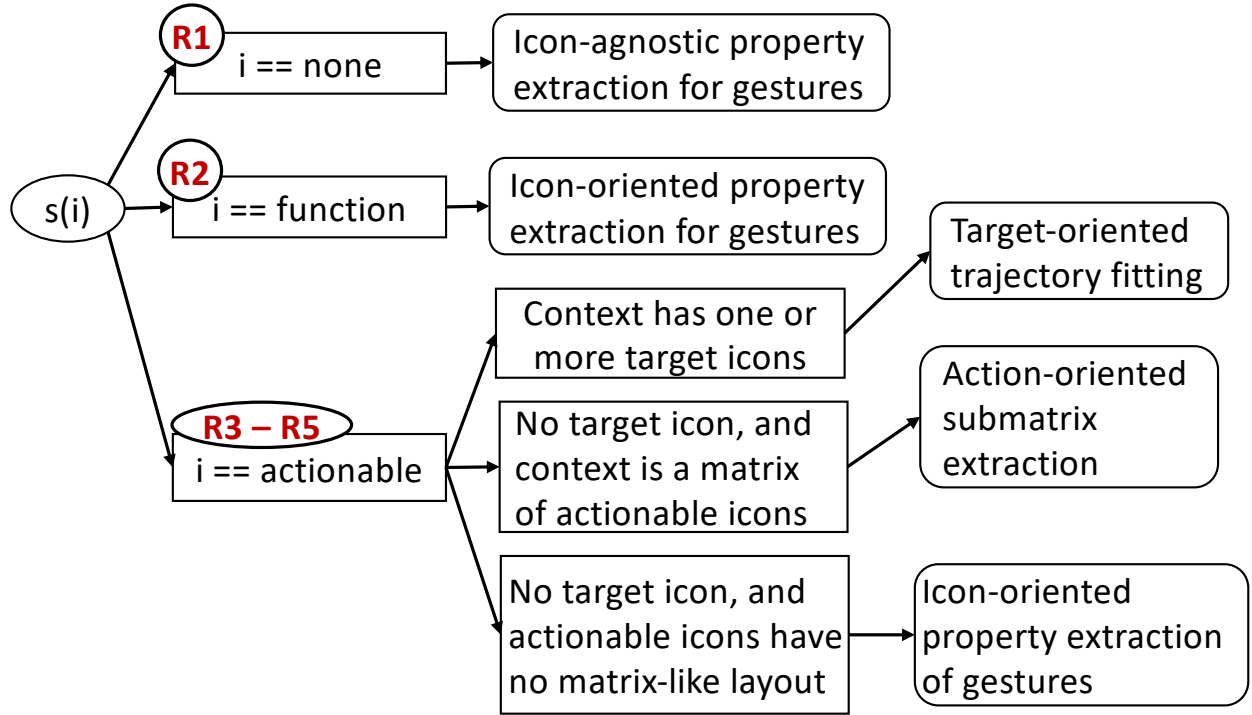 R1
i == none
Icon-agnostic property
extraction for gestures
s(i)
R2
i == function
Icon-oriented property
extraction for gestures
R3 – R5
i == actionable
Context has one or
more target icons
Target-oriented
trajectory fitting
No target icon, and
context is a matrix
of actionable icons
Action-oriented
submatrix
extraction
No target icon, and
actionable icons have
no matrix-like layout
Icon-oriented
property extraction
of gestures